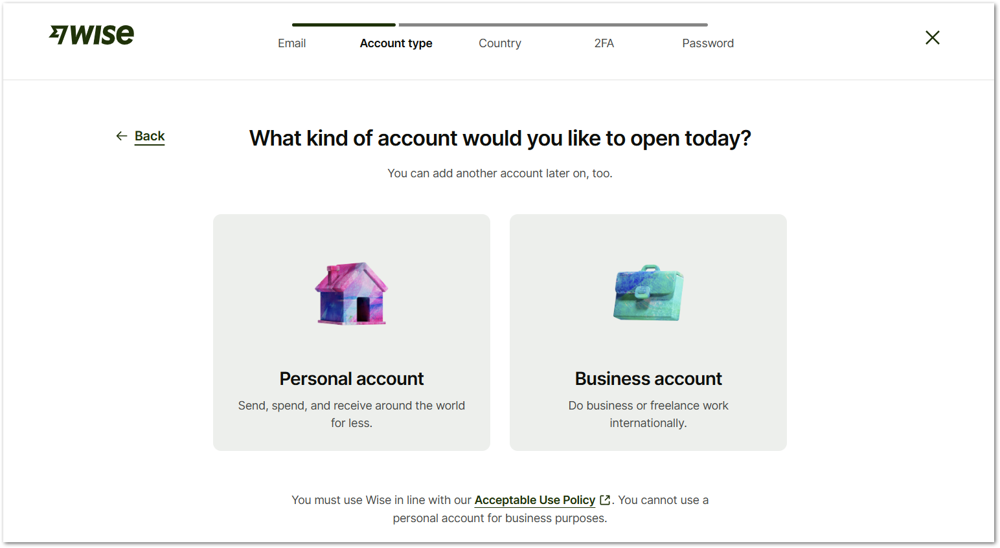 WISE
Email
Account type
Country
2FA
Password
Back
What kind of account would you like to open today?
You can add another account later on, too.
Personal account
Send, spend, and receive around the world
for less.
Business account
Do business or freelance work
internationally.
You must use Wise in line with our Acceptable Use Policy. You cannot use a
personal account for business purposes.